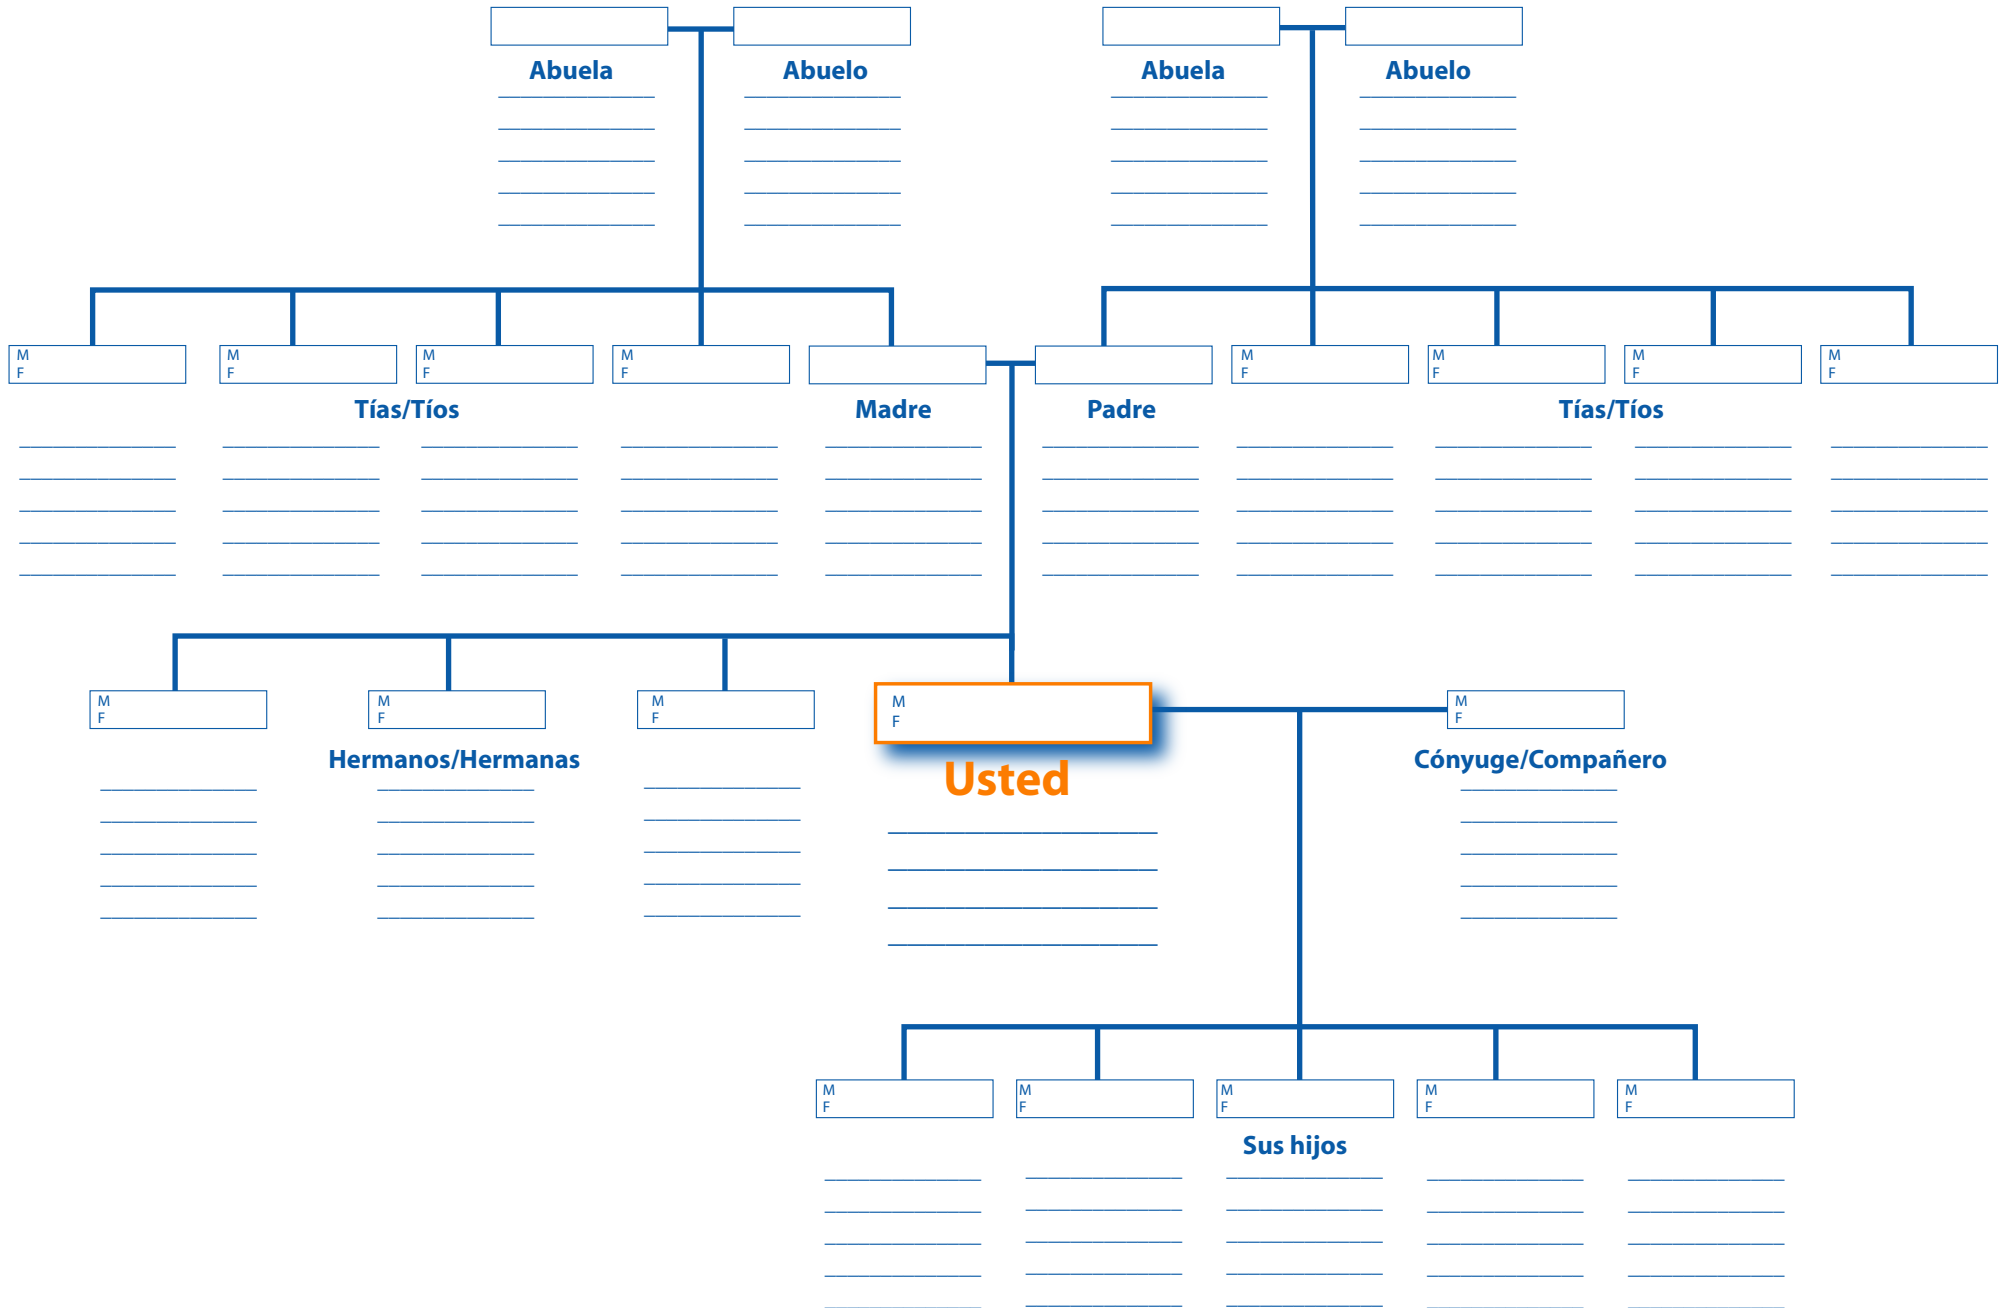 Abuela Abuelo Abuela Abuelo
M M M M M M M M
F F F F F F F F
Tías/Tíos Madre Padre Tías/Tíos
M M M M M
F F F F F
Hermanos/Hermanas Usted Cónyuge/Compañero
M M M M M
F F F F F
Sus hijos